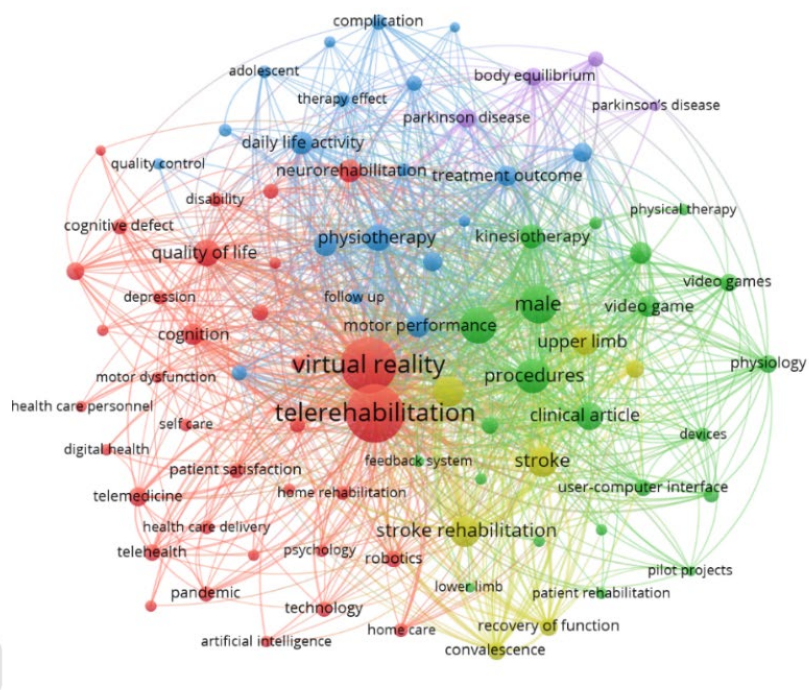 complication
adolescent
body equilibrium
therapy effect
parkinson's disease
parkinson disease
daily life activity
quality control
neurorehabilitation
treatment outcome
disability
physical therapy
cognitive defect
physiotherapy
kinesiotherapy
quality of life
video games
depression
follow up
male
video game
motor performance
cognition
upper limb
virtual reality
physiology
motor dysfunction
procedures
health care personnel
telerehabilitation
clinical article
self care
devices
digital health
feedback system
stroke
patient satisfaction
user-computer interface
telemedicine
home rehabilitation
health care delivery
stroke rehabilitation
telehealth
psychology
robotics
pilot projects
lower limb
pandemic
patient rehabilitation
technology
home care
recovery of function
artificial intelligence
convalescence